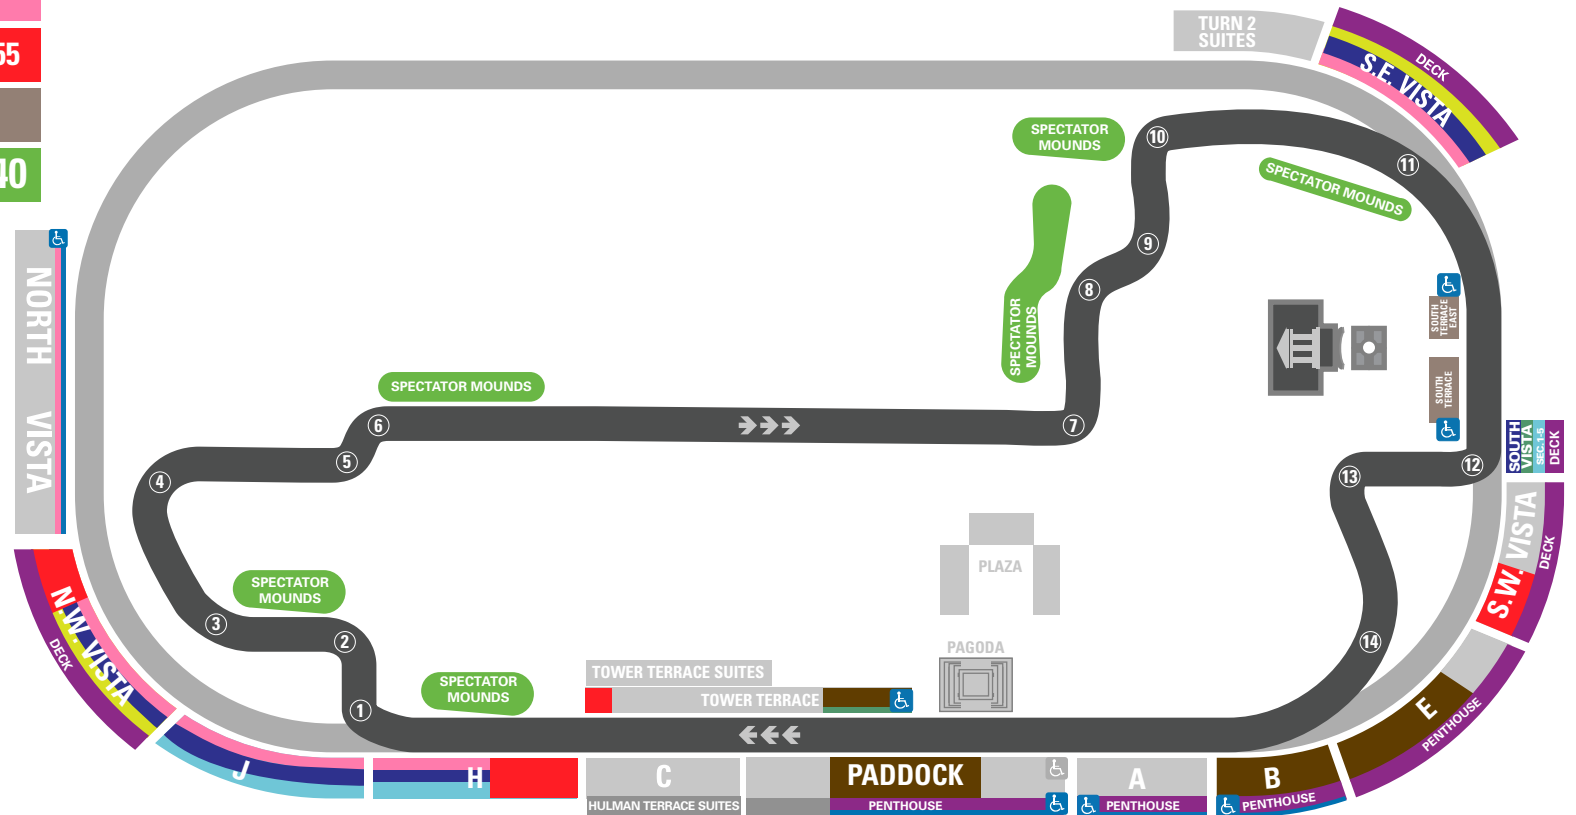 55
40
TURN 2
SUITES
DECK
S.E. VISTA
SPECTATOR
MOUNDS
10
11
SPECTATOR MOUNDS
9
8
SPECTATOR
MOUNDS
NORTH VISTA
SOUTH
TERRACE
EAST
SOUTH
TERRACE
SPECTATOR MOUNDS
6
7
5
4
12
13
SOUTH
VISTA
SEC. 1-5
DECK
S.W. VISTA
DECK
PLAZA
SPECTATOR
MOUNDS
3
2
14
N.W. VISTA
DECK
PAGODA
TOWER TERRACE SUITES
TOWER TERRACE
SPECTATOR
MOUNDS
1
E
PENTHOUSE
J
H
C
HULMAN TERRACE SUITES
PADDOCK
PENTHOUSE
A
PENTHOUSE
B
PENTHOUSE